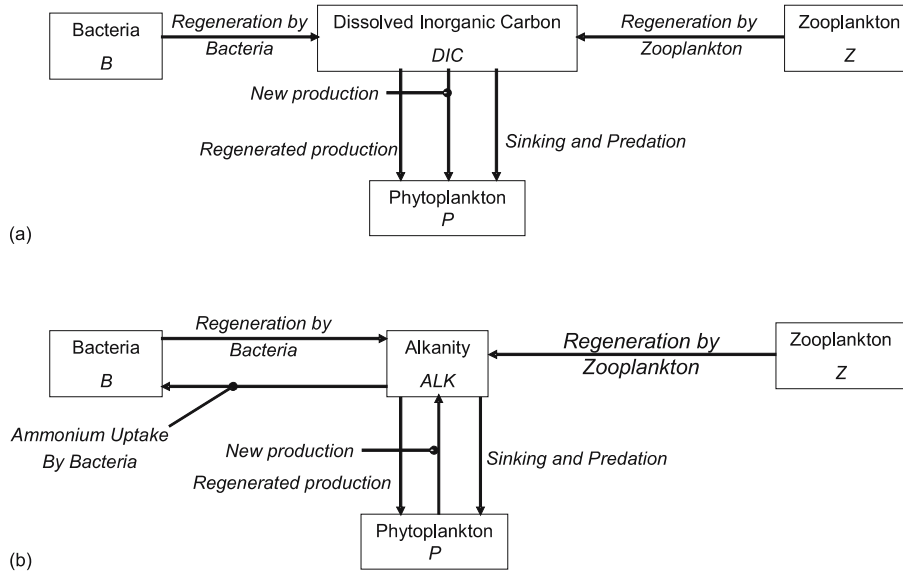 Bacteria
B
Regeneration by
Bacteria
Dissolved Inorganic Carbon
DIC
Regeneration by
Zooplankton
Zooplankton
Z
New production
Regenerated production
Sinking and Predation
Phytoplankton
P
(a)
Bacteria
B
Regeneration by
Bacteria
Alkanity
ALK
Regeneration by
Zooplankton
Zooplankton
Z
Ammonium Uptake
By Bacteria
New production
Regenerated production
Sinking and Predation
Phytoplankton
P
(b)